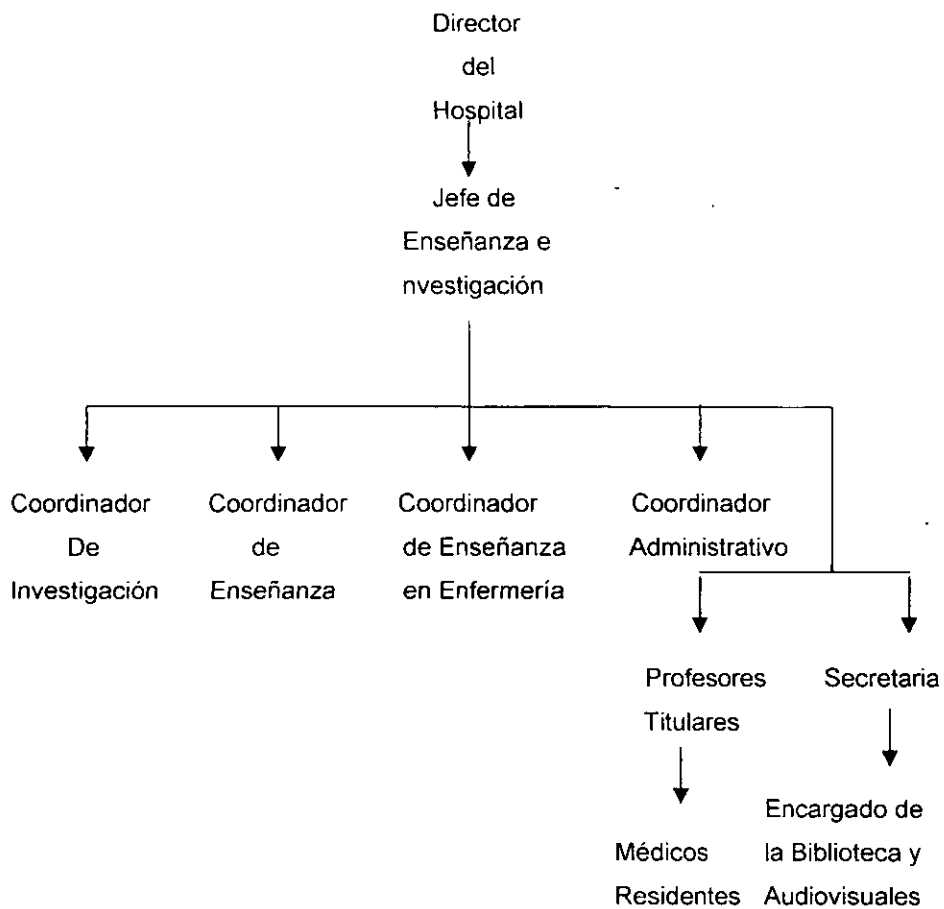 Director
del
Hospital
Jefe de
Enseñanza e
nvestigación
Coordinador
De
Investigación
Coordinador
de
Enseñanza
Coordinador
de Enseñanza
en Enfermería
Coordinador
Administrativo
Profesores
Titulares
Secretaria
Médicos
Residentes
Encargado de
la Biblioteca y
Audiovisuales